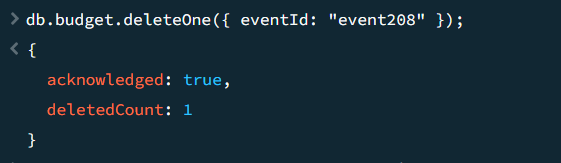 > db.budget.deleteOne({ eventId: "event208" });
< {
acknowledged: true,
deletedCount: 1
}